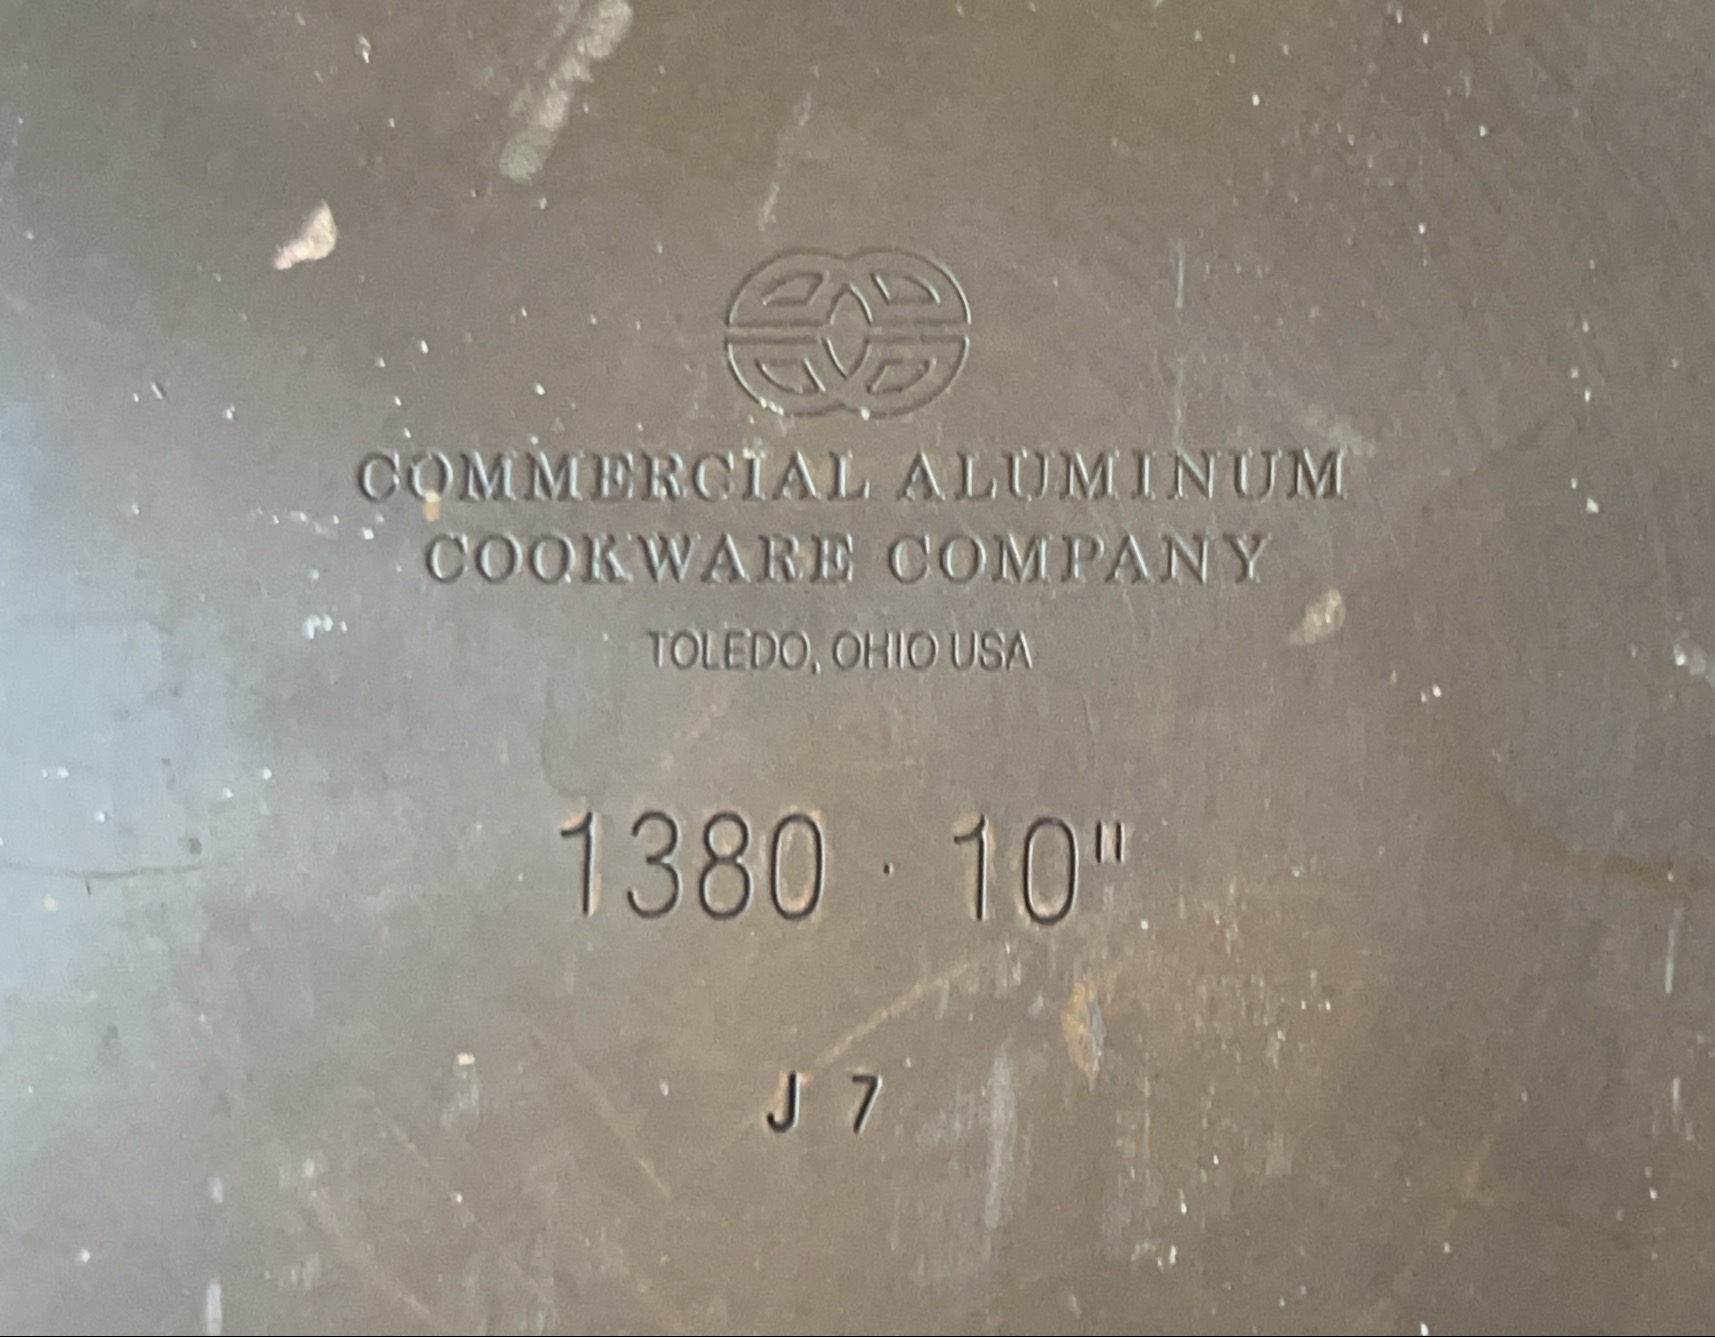 COMMERCIAL ALUMINUM
COOKWARE COMPANY
TOLEDO, OHIO USA
1380 · 10"
J 7